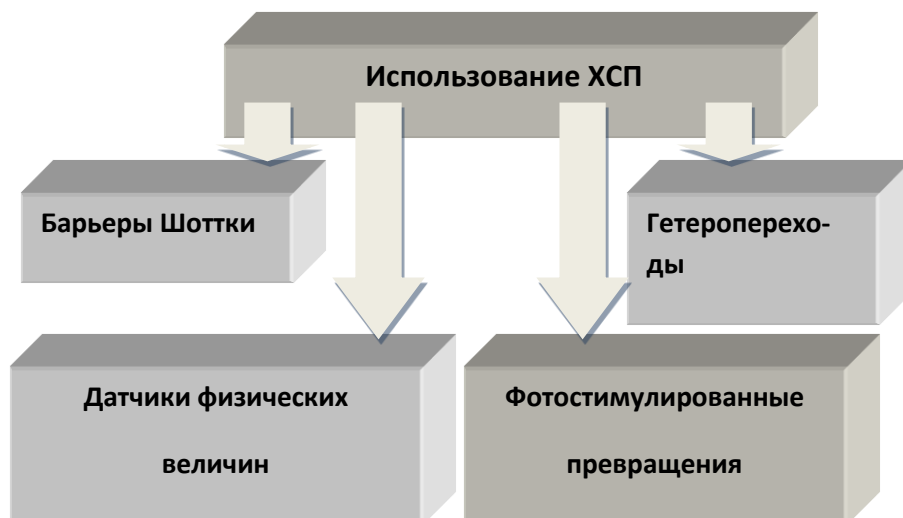 Использование ХСП
Барьеры Шоттки
Гетероперехо-
ды
Датчики физических
величин
Фотостимулированные
превращения